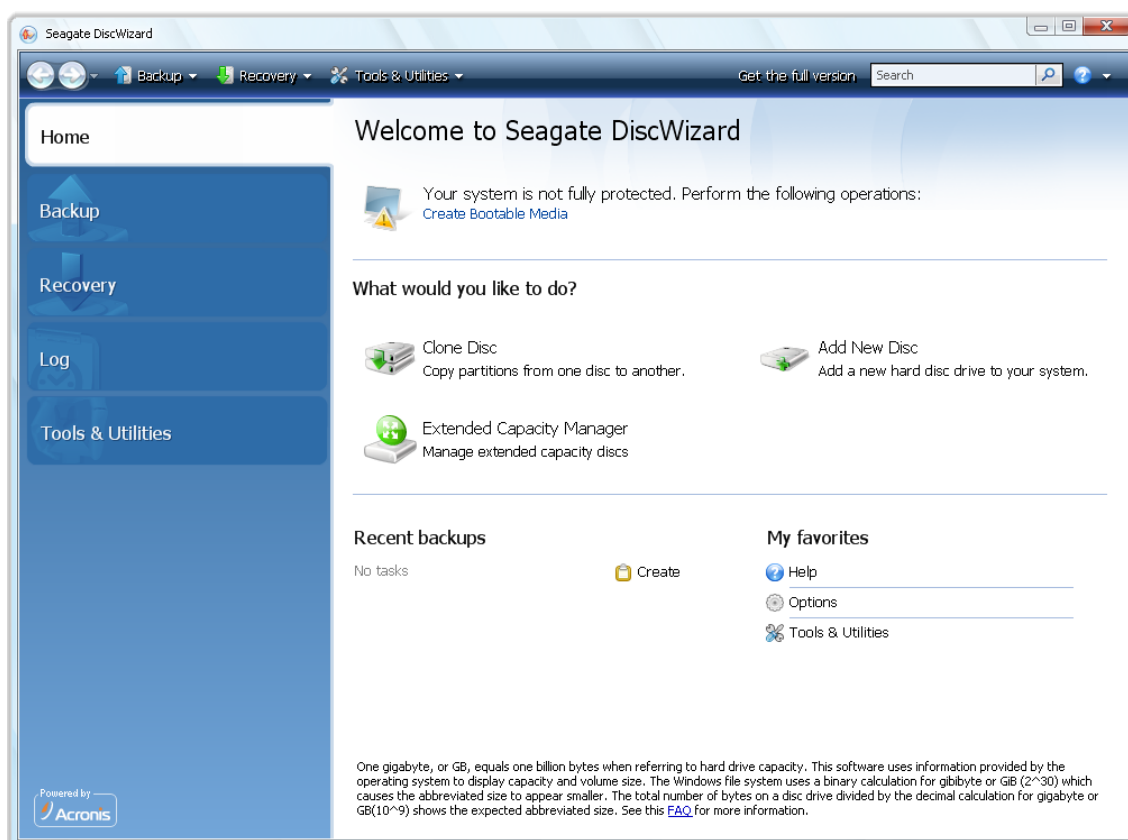 Seagate DiscWizard
Backup Recovery Tools & Utilities Get the full version Search
Home
Backup
Recovery
Log
Tools & Utilities
Powered by
Acronis
Welcome to Seagate DiscWizard
Your system is not fully protected. Perform the following operations:
Create Bootable Media
What would you like to do?
Clone Disc
Copy partitions from one disc to another.
Add New Disc
Add a new hard disc drive to your system.
Extended Capacity Manager
Manage extended capacity discs
Recent backups
No tasks
Create
My favorites
Help
Options
Tools & Utilities
One gigabyte, or GB, equals one billion bytes when referring to hard drive capacity. This software uses information provided by the
operating system to display capacity and volume size. The Windows file system uses a binary calculation for gibibyte or GiB (2^30) which
causes the abbreviated size to appear smaller. The total number of bytes on a disc drive divided by the decimal calculation for gigabyte or
GB(10^9) shows the expected abbreviated size. See this FAQ for more information.